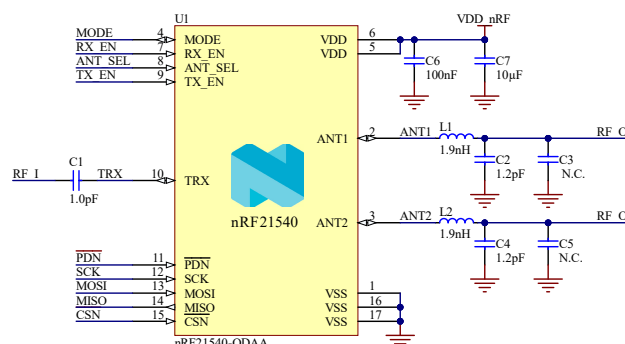 U1
VDD_nRF
MODE 4 MODE VDD 6
RX_EN 7 RX_EN VDD 5
ANT_SEL 8 ANT_SEL
TX_EN 9 TX_EN
C6 100nF
C7 10µF
ANT1 2 ANT1 L1 1.9nH RF_O
C2 1.2pF
C3 N.C.
RF_I C1 1.0pF TRX 10 TRX
nRF21540
ANT2 3 ANT2 L2 1.9nH RF_O
C4 1.2pF
C5 N.C.
PDN 11 PDN
SCK 12 SCK
MOSI 13 MOSI VSS 1
MISO 14 MISO VSS 16
CSN 15 CSN VSS 17
nRF21540-QDAA